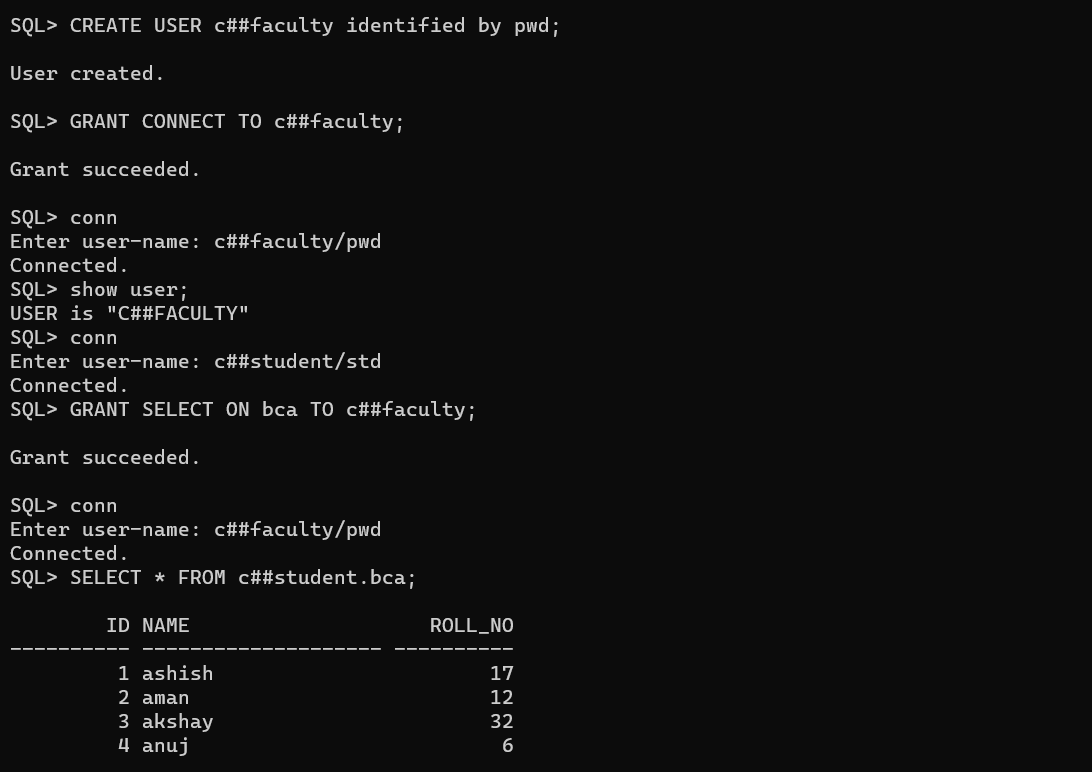 SQL> CREATE USER c##faculty identified by pwd;
User created.
SQL> GRANT CONNECT TO c##faculty;
Grant succeeded.
SQL> conn
Enter user-name: c##faculty/pwd
Connected.
SQL> show user;
USER is "C##FACULTY"
SQL> conn
Enter user-name: c##student/std
Connected.
SQL> GRANT SELECT ON bca TO c##faculty;
Grant succeeded.
SQL> conn
Enter user-name: c##faculty/pwd
Connected.
SQL> SELECT * FROM c##student.bca;
        ID NAME                    ROLL_NO
---------- -------------------- ----------
         1 ashish                       17
         2 aman                         12
         3 akshay                       32
         4 anuj                          6